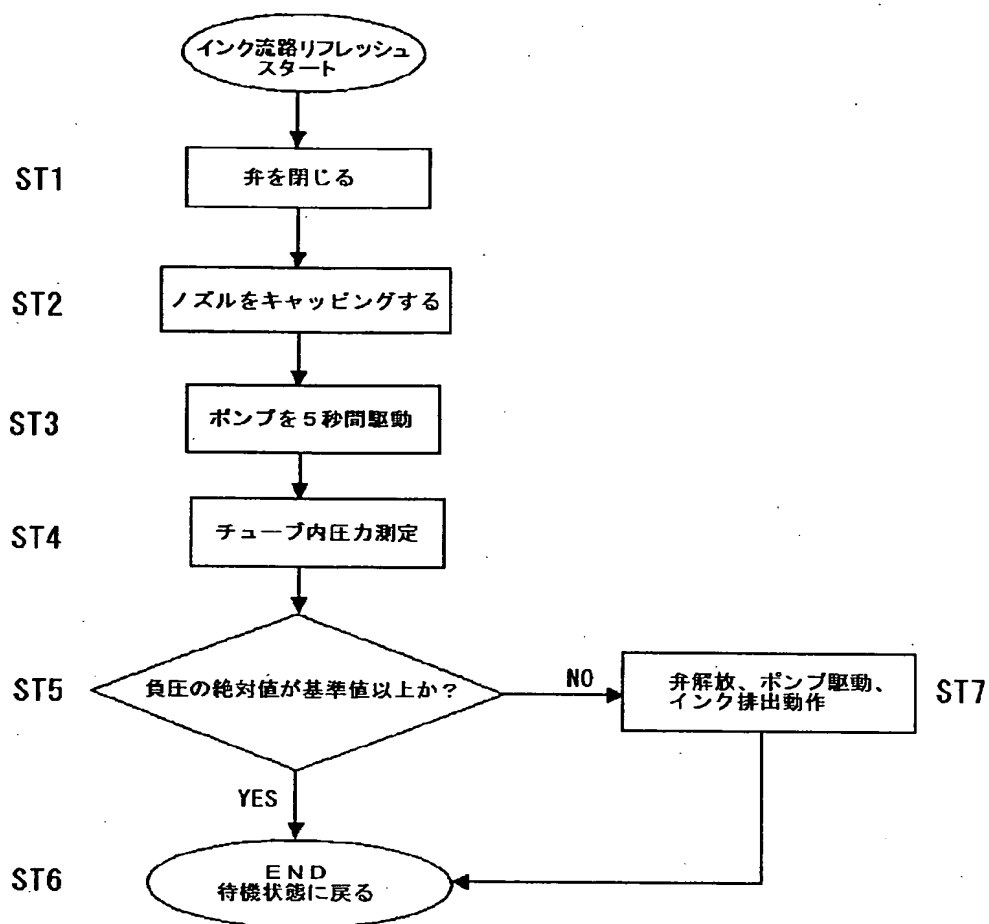 インク流路リフレッシュ
スタート
ST1
弁を閉じる
ST2
ノズルをキャッピングする
ST3
ポンプを5秒間駆動
ST4
チューブ内圧力測定
ST5
負圧の絶対値が基準値以上か?
NO
弁解放、ポンプ駆動、
インク排出動作
ST7
YES
ST6
END
待機状態に戻る